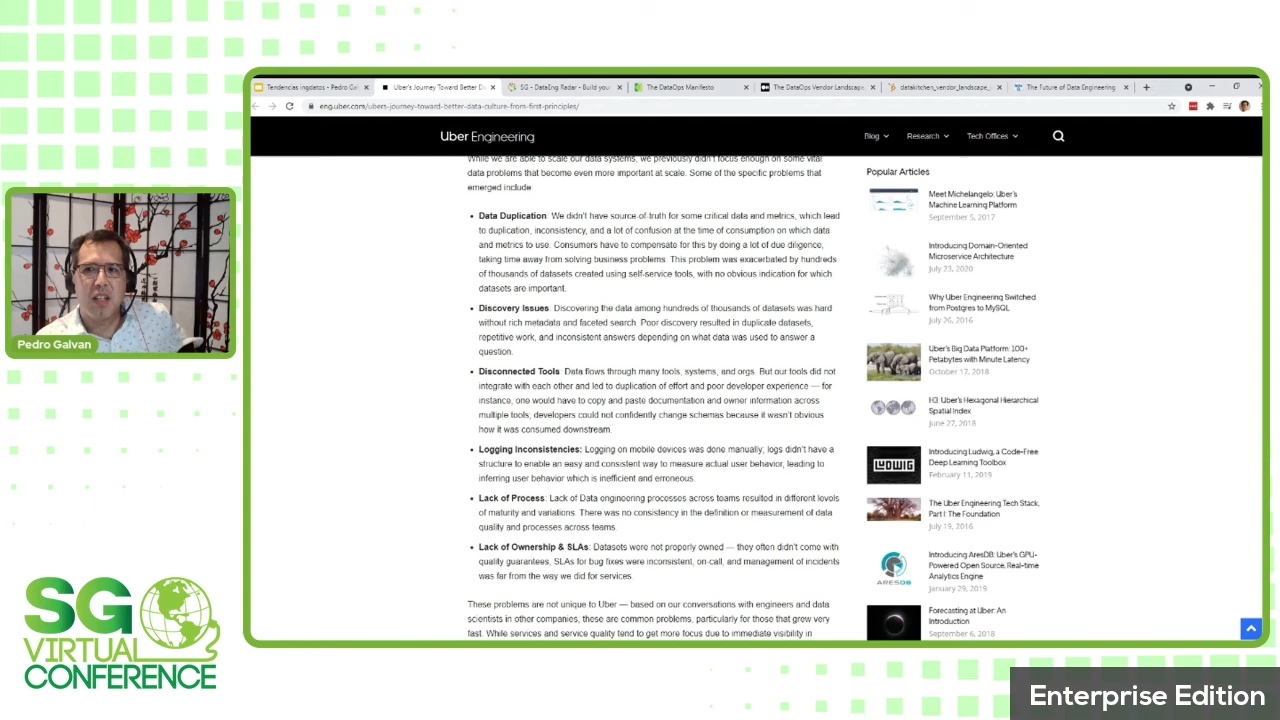 Tendencias ingdatos - Pedro Gal
Uber's Journey Toward Better D
SG - DataEng Radar - Build your
The DataOps Manifesto
The DataOps Vendor Landscape
datakitchen_vendor_landscape_
The Future of Data Engineering
eng.uber.com/ubers-journey-toward-better-data-culture-from-first-principles/
Uber Engineering
Blog
Research
Tech Offices
While we are able to scale our data systems, we previously didn't focus enough on some vital
data problems that become even more important at scale. Some of the specific problems that
emerged include:
• Data Duplication: We didn't have source-of-truth for some critical data and metrics, which lead
to duplication, inconsistency, and a lot of confusion at the time of consumption on which data
and metrics to use. Consumers have to compensate for this by doing a lot of due diligence,
taking time away from solving business problems. This problem was exacerbated by hundreds
of thousands of datasets created using self-service tools, with no obvious indication for which
datasets are important.
• Discovery Issues: Discovering the data among hundreds of thousands of datasets was hard
without rich metadata and faceted search. Poor discovery resulted in duplicate datasets,
repetitive work, and inconsistent answers depending on what data was used to answer a
question.
• Disconnected Tools: Data flows through many tools, systems, and orgs. But our tools did not
integrate with each other and led to duplication of effort and poor developer experience — for
instance, one would have to copy and paste documentation and owner information across
multiple tools; developers could not confidently change schemas because it wasn't obvious
how it was consumed downstream.
• Logging Inconsistencies: Logging on mobile devices was done manually; logs didn't have a
structure to enable an easy and consistent way to measure actual user behavior, leading to
inferring user behavior which is inefficient and erroneous.
• Lack of Process: Lack of Data engineering processes across teams resulted in different levels
of maturity and variations. There was no consistency in the definition or measurement of data
quality and processes across teams.
• Lack of Ownership & SLAs: Datasets were not properly owned — they often didn't come with
quality guarantees, SLAs for bug fixes were inconsistent, on-call, and management of incidents
was far from the way we did for services.
These problems are not unique to Uber — based on our conversations with engineers and data
scientists in other companies, these are common problems, particularly for those that grew very
fast. While services and service quality tend to get more focus due to immediate visibility in
Popular Articles
Meet Michelangelo: Uber's
Machine Learning Platform
September 5, 2017
Introducing Domain-Oriented
Microservice Architecture
July 23, 2020
Why Uber Engineering Switched
from Postgres to MySQL
July 26, 2016
Uber's Big Data Platform: 100+
Petabytes with Minute Latency
October 17, 2018
H3: Uber's Hexagonal Hierarchical
Spatial Index
June 27, 2018
LUDWIG
Introducing Ludwig, a Code-Free
Deep Learning Toolbox
February 11, 2019
The Uber Engineering Tech Stack,
Part I: The Foundation
July 19, 2016
ARESDB
Introducing AresDB: Uber's GPU-
Powered Open Source, Real-time
Analytics Engine
January 29, 2019
Forecasting at Uber: An
Introduction
September 6, 2018
Pedro Galvan
SG
VIRTUAL
CONFERENCE
Enterprise Edition